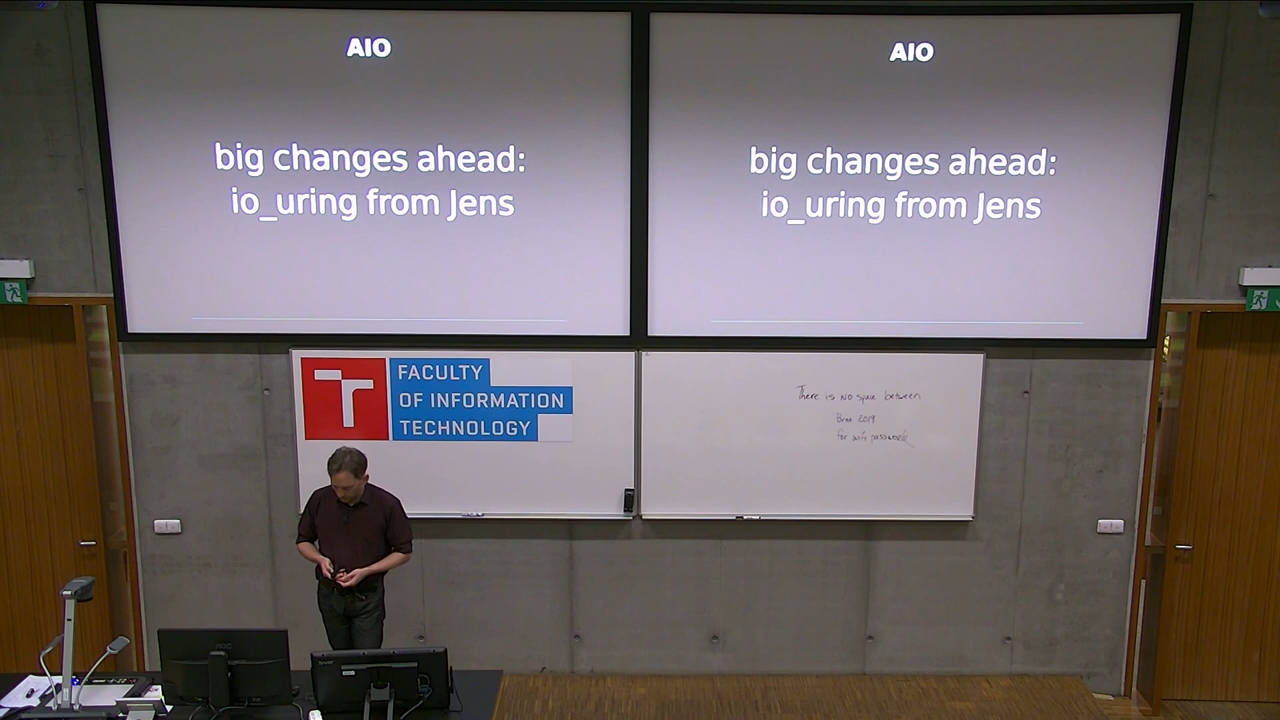 AIO
big changes ahead:
io_uring from Jens
AIO
big changes ahead:
io_uring from Jens
FACULTY
OF INFORMATION
TECHNOLOGY
There is NO space between
Brno 2019
for wifi password
AOC